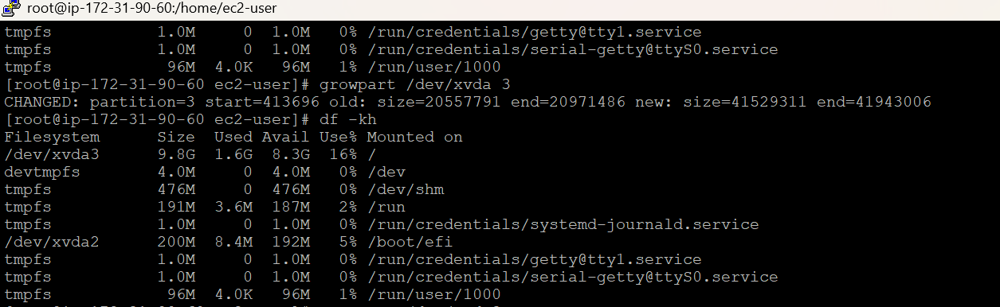 root@ip-172-31-90-60:/home/ec2-user
tmpfs 1.0M 0 1.0M 0% /run/credentials/getty@tty1.service
tmpfs 1.0M 0 1.0M 0% /run/credentials/serial-getty@ttyS0.service
tmpfs 96M 4.0K 96M 1% /run/user/1000
[root@ip-172-31-90-60 ec2-user]# growpart /dev/xvda 3
CHANGED: partition=3 start=413696 old: size=20557791 end=20971486 new: size=41529311 end=41943006
[root@ip-172-31-90-60 ec2-user]# df -kh
Filesystem Size Used Avail Use% Mounted on
/dev/xvda3 9.8G 1.6G 8.3G 16% /
devtmpfs 4.0M 0 4.0M 0% /dev
tmpfs 476M 0 476M 0% /dev/shm
tmpfs 191M 3.6M 187M 2% /run
tmpfs 1.0M 0 1.0M 0% /run/credentials/systemd-journald.service
/dev/xvda2 200M 8.4M 192M 5% /boot/efi
tmpfs 1.0M 0 1.0M 0% /run/credentials/getty@tty1.service
tmpfs 1.0M 0 1.0M 0% /run/credentials/serial-getty@ttyS0.service
tmpfs 96M 4.0K 96M 1% /run/user/1000